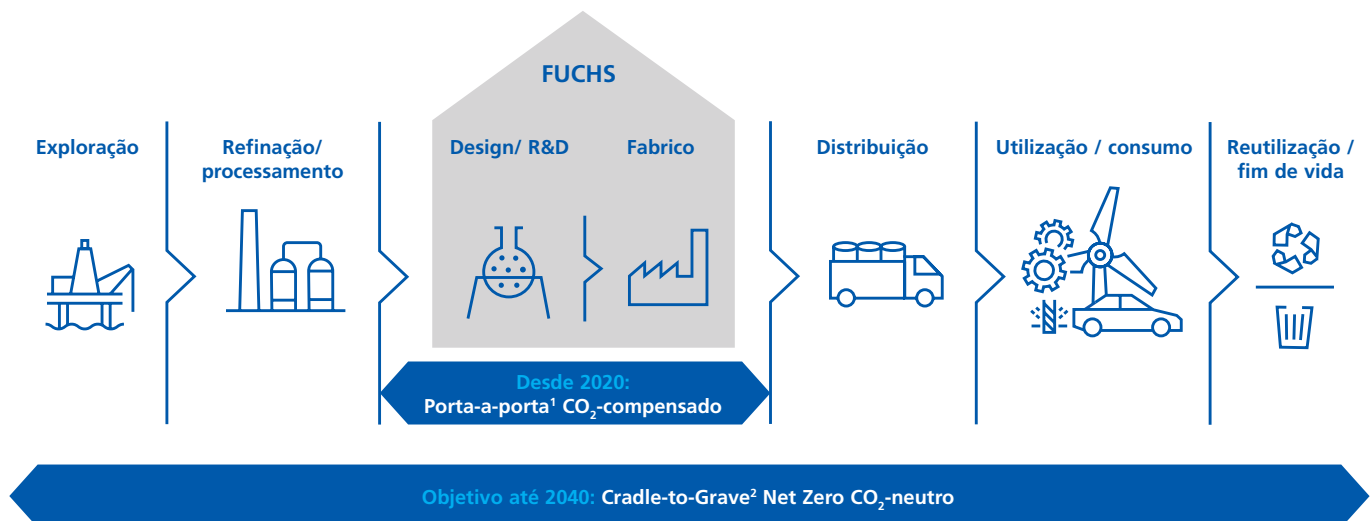 FUCHS
Exploração
Refinação/
processamento
Design/ R&D
Fabrico
Distribuição
Utilização / consumo
Reutilização /
fim de vida
Desde 2020:
Porta-a-porta¹ CO₂-compensado
Objetivo até 2040: Cradle-to-Grave² Net Zero CO₂-neutro